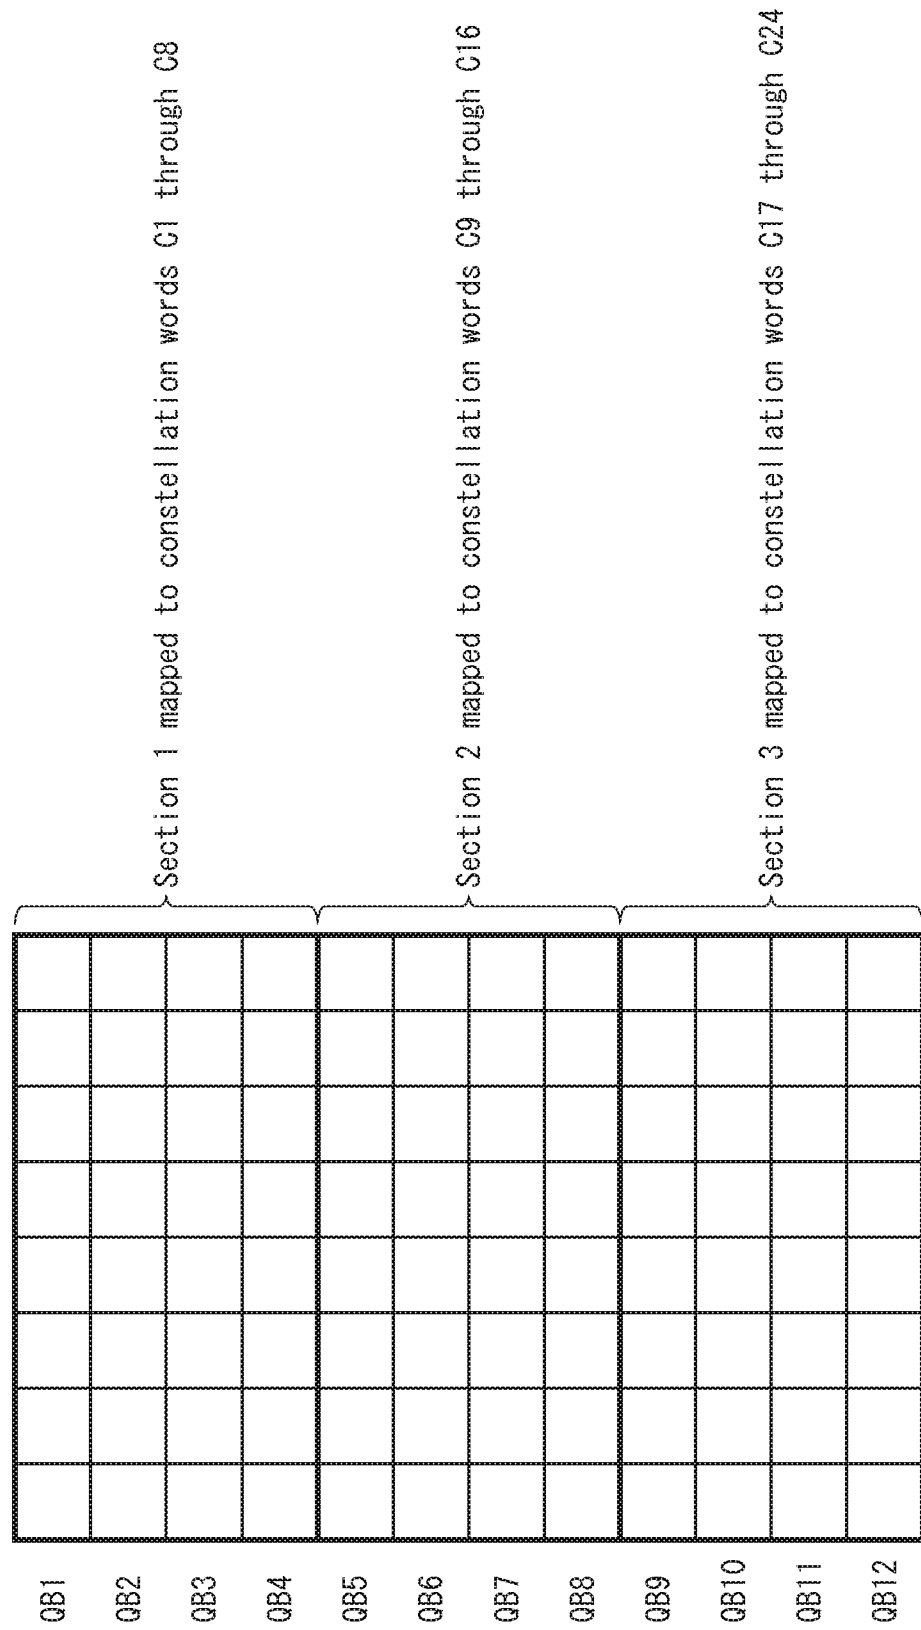 QB1
QB2
QB3
QB4
QB5
QB6
QB7
QB8
QB9
QB10
QB11
QB12
Section 1 mapped to constellation words C1 through C8
Section 2 mapped to constellation words C9 through C16
Section 3 mapped to constellation words C17 through C24